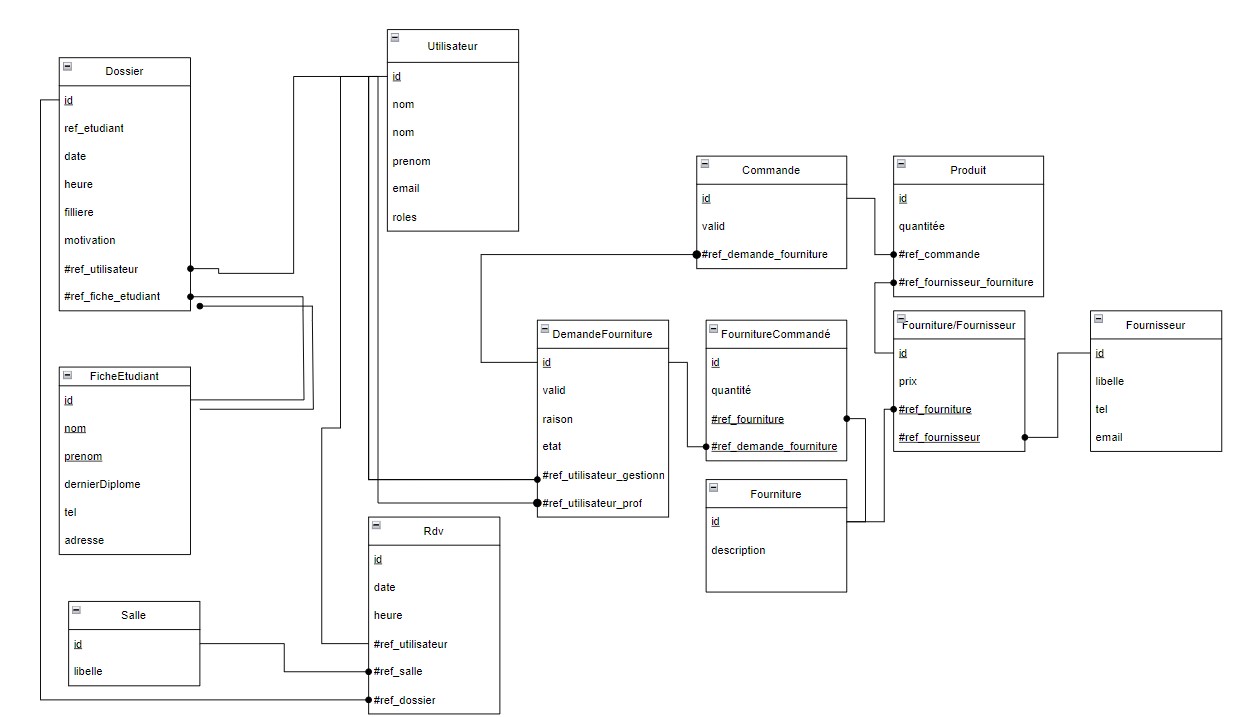 Utilisateur
id
nom
nom
prenom
email
roles
Dossier
id
ref_etudiant
date
heure
filliere
motivation
#ref_utilisateur
#ref_fiche_etudiant
Commande
id
valid
#ref_demande_fourniture
Produit
id
quantitée
#ref_commande
#ref_fournisseur_fourniture
DemandeFourniture
id
valid
raison
etat
#ref_utilisateur_gestionn
#ref_utilisateur_prof
FournitureCommandé
id
quantité
#ref_fourniture
#ref_demande_fourniture
Fourniture/Fournisseur
id
prix
#ref_fourniture
#ref_fournisseur
Fournisseur
id
libelle
tel
email
FicheEtudiant
id
nom
prenom
dernierDiplome
tel
adresse
Fourniture
id
description
Rdv
id
date
heure
#ref_utilisateur
#ref_salle
#ref_dossier
Salle
id
libelle